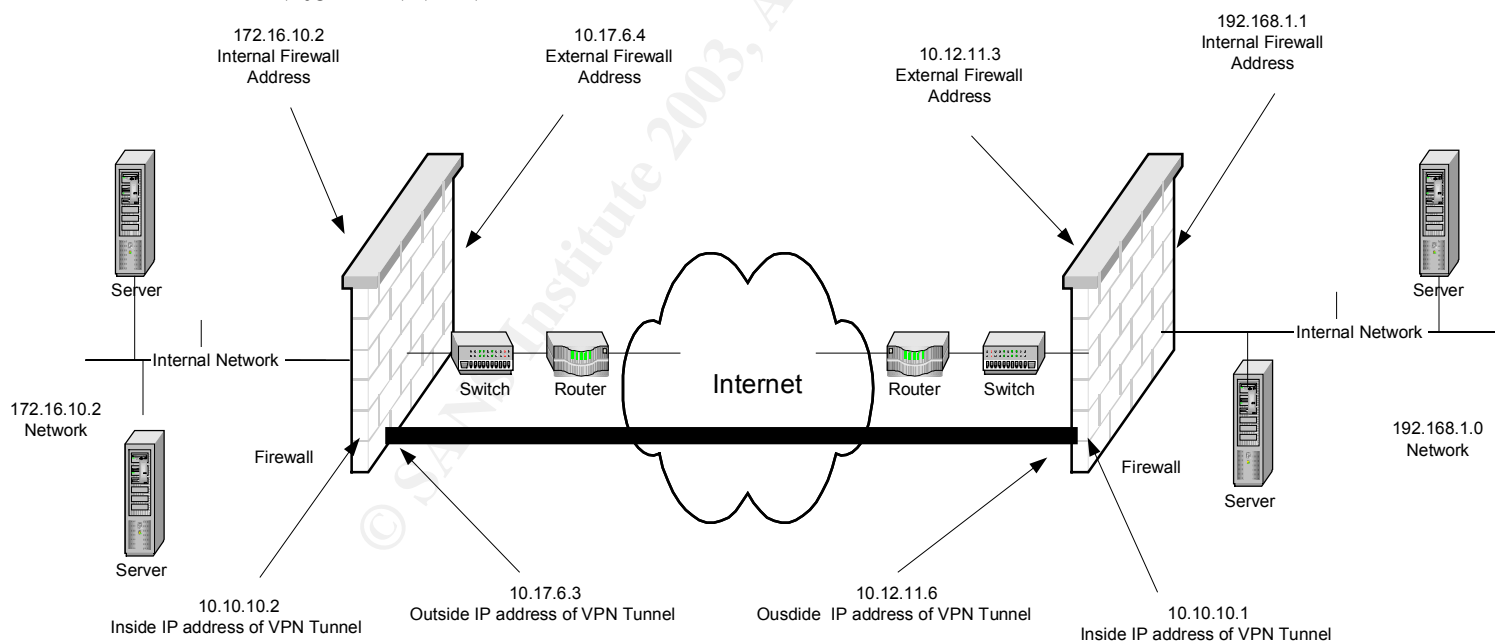 172.16.10.2
Internal Firewall
Address
10.17.6.4
External Firewall
Address
10.12.11.3
External Firewall
Address
192.168.1.1
Internal Firewall
Address
Server
Server
Internal Network
Internal Network
Switch
Router
Internet
Router
Switch
172.16.10.2
Network
192.168.1.0
Network
Firewall
Firewall
Server
Server
10.10.10.2
Inside IP address of VPN Tunnel
10.17.6.3
Outside IP address of VPN Tunnel
10.12.11.6
Ousdide IP address of VPN Tunnel
10.10.10.1
Inside IP address of VPN Tunnel
© SANS Institute 2003,